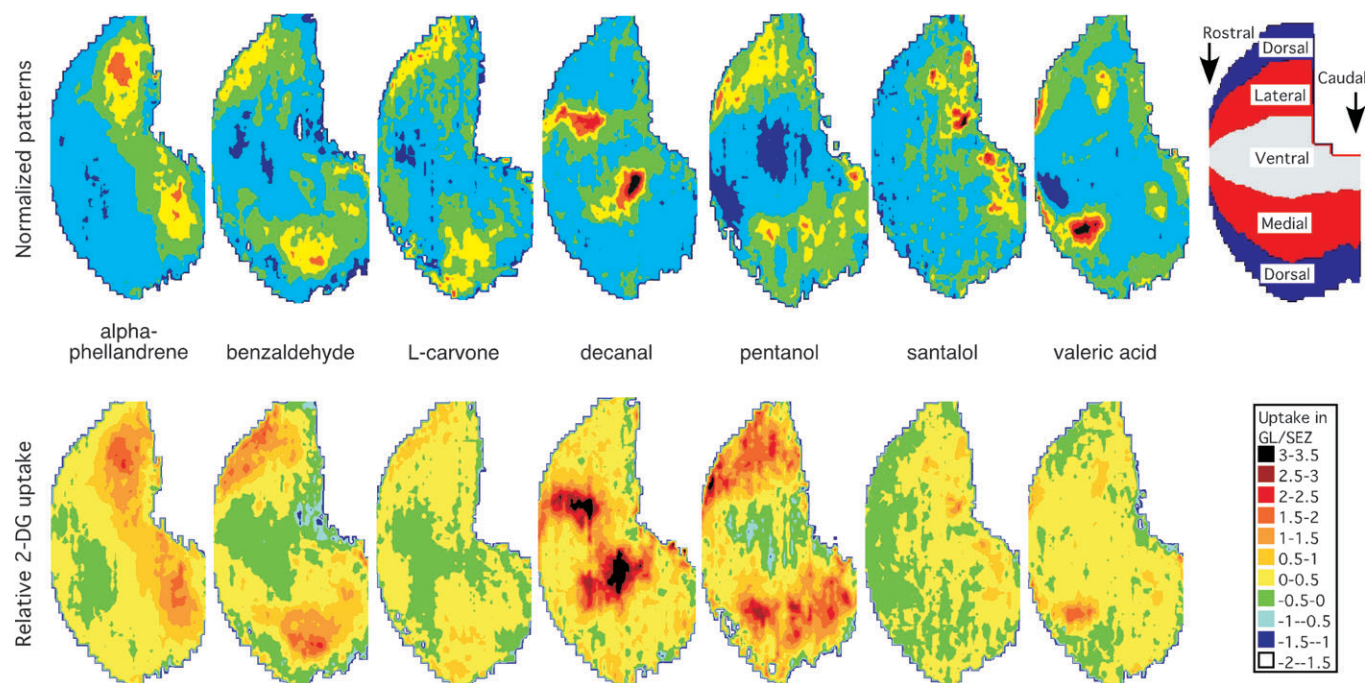 Normalized patterns
Rostral
Dorsal
Caudal
Lateral
Ventral
Medial
Dorsal
alpha-
phellandrene
benzaldehyde
L-carvone
decanal
pentanol
santalol
valeric acid
Relative 2-DG uptake
Uptake in
GL/SEZ
3-3.5
2.5-3
2-2.5
1.5-2
1-1.5
0.5-1
0-0.5
-0.5-0
-1--0.5
-1.5--1
-2--1.5